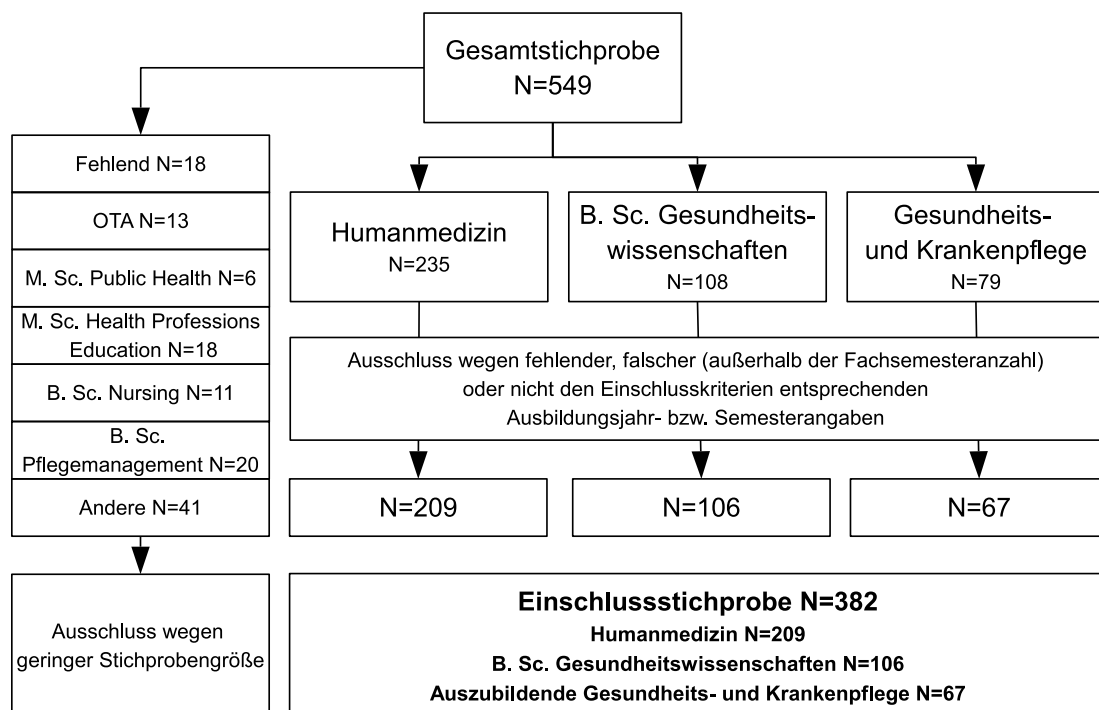 Gesamtstichprobe
N=549
Fehlend N=18
OTA N=13
M. Sc. Public Health N=6
M. Sc. Health Professions
Education N=18
B. Sc. Nursing N=11
B. Sc.
Pflegemanagement N=20
Andere N=41
Ausschluss wegen
geringer Stichprobengröße
Humanmedizin
N=235
B. Sc. Gesundheits-
wissenschaften
N=108
Gesundheits-
und Krankenpflege
N=79
Ausschluss wegen fehlender, falscher (außerhalb der Fachsemesteranzahl)
oder nicht den Einschlusskriterien entsprechenden
Ausbildungsjahr- bzw. Semesterangaben
N=209
N=106
N=67
Einschlussstichprobe N=382
Humanmedizin N=209
B. Sc. Gesundheitswissenschaften N=106
Auszubildende Gesundheits- und Krankenpflege N=67